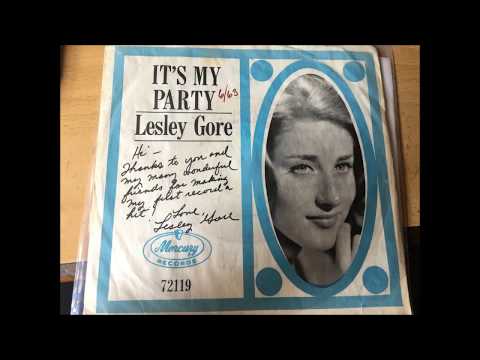 IT'S MY
PARTY 6/63
Lesley Gore
Hi —
Thanks to you and
my many wonderful
friends for making
my first record a
hit
Love
Lesley Gore
Mercury
RECORDS
72119